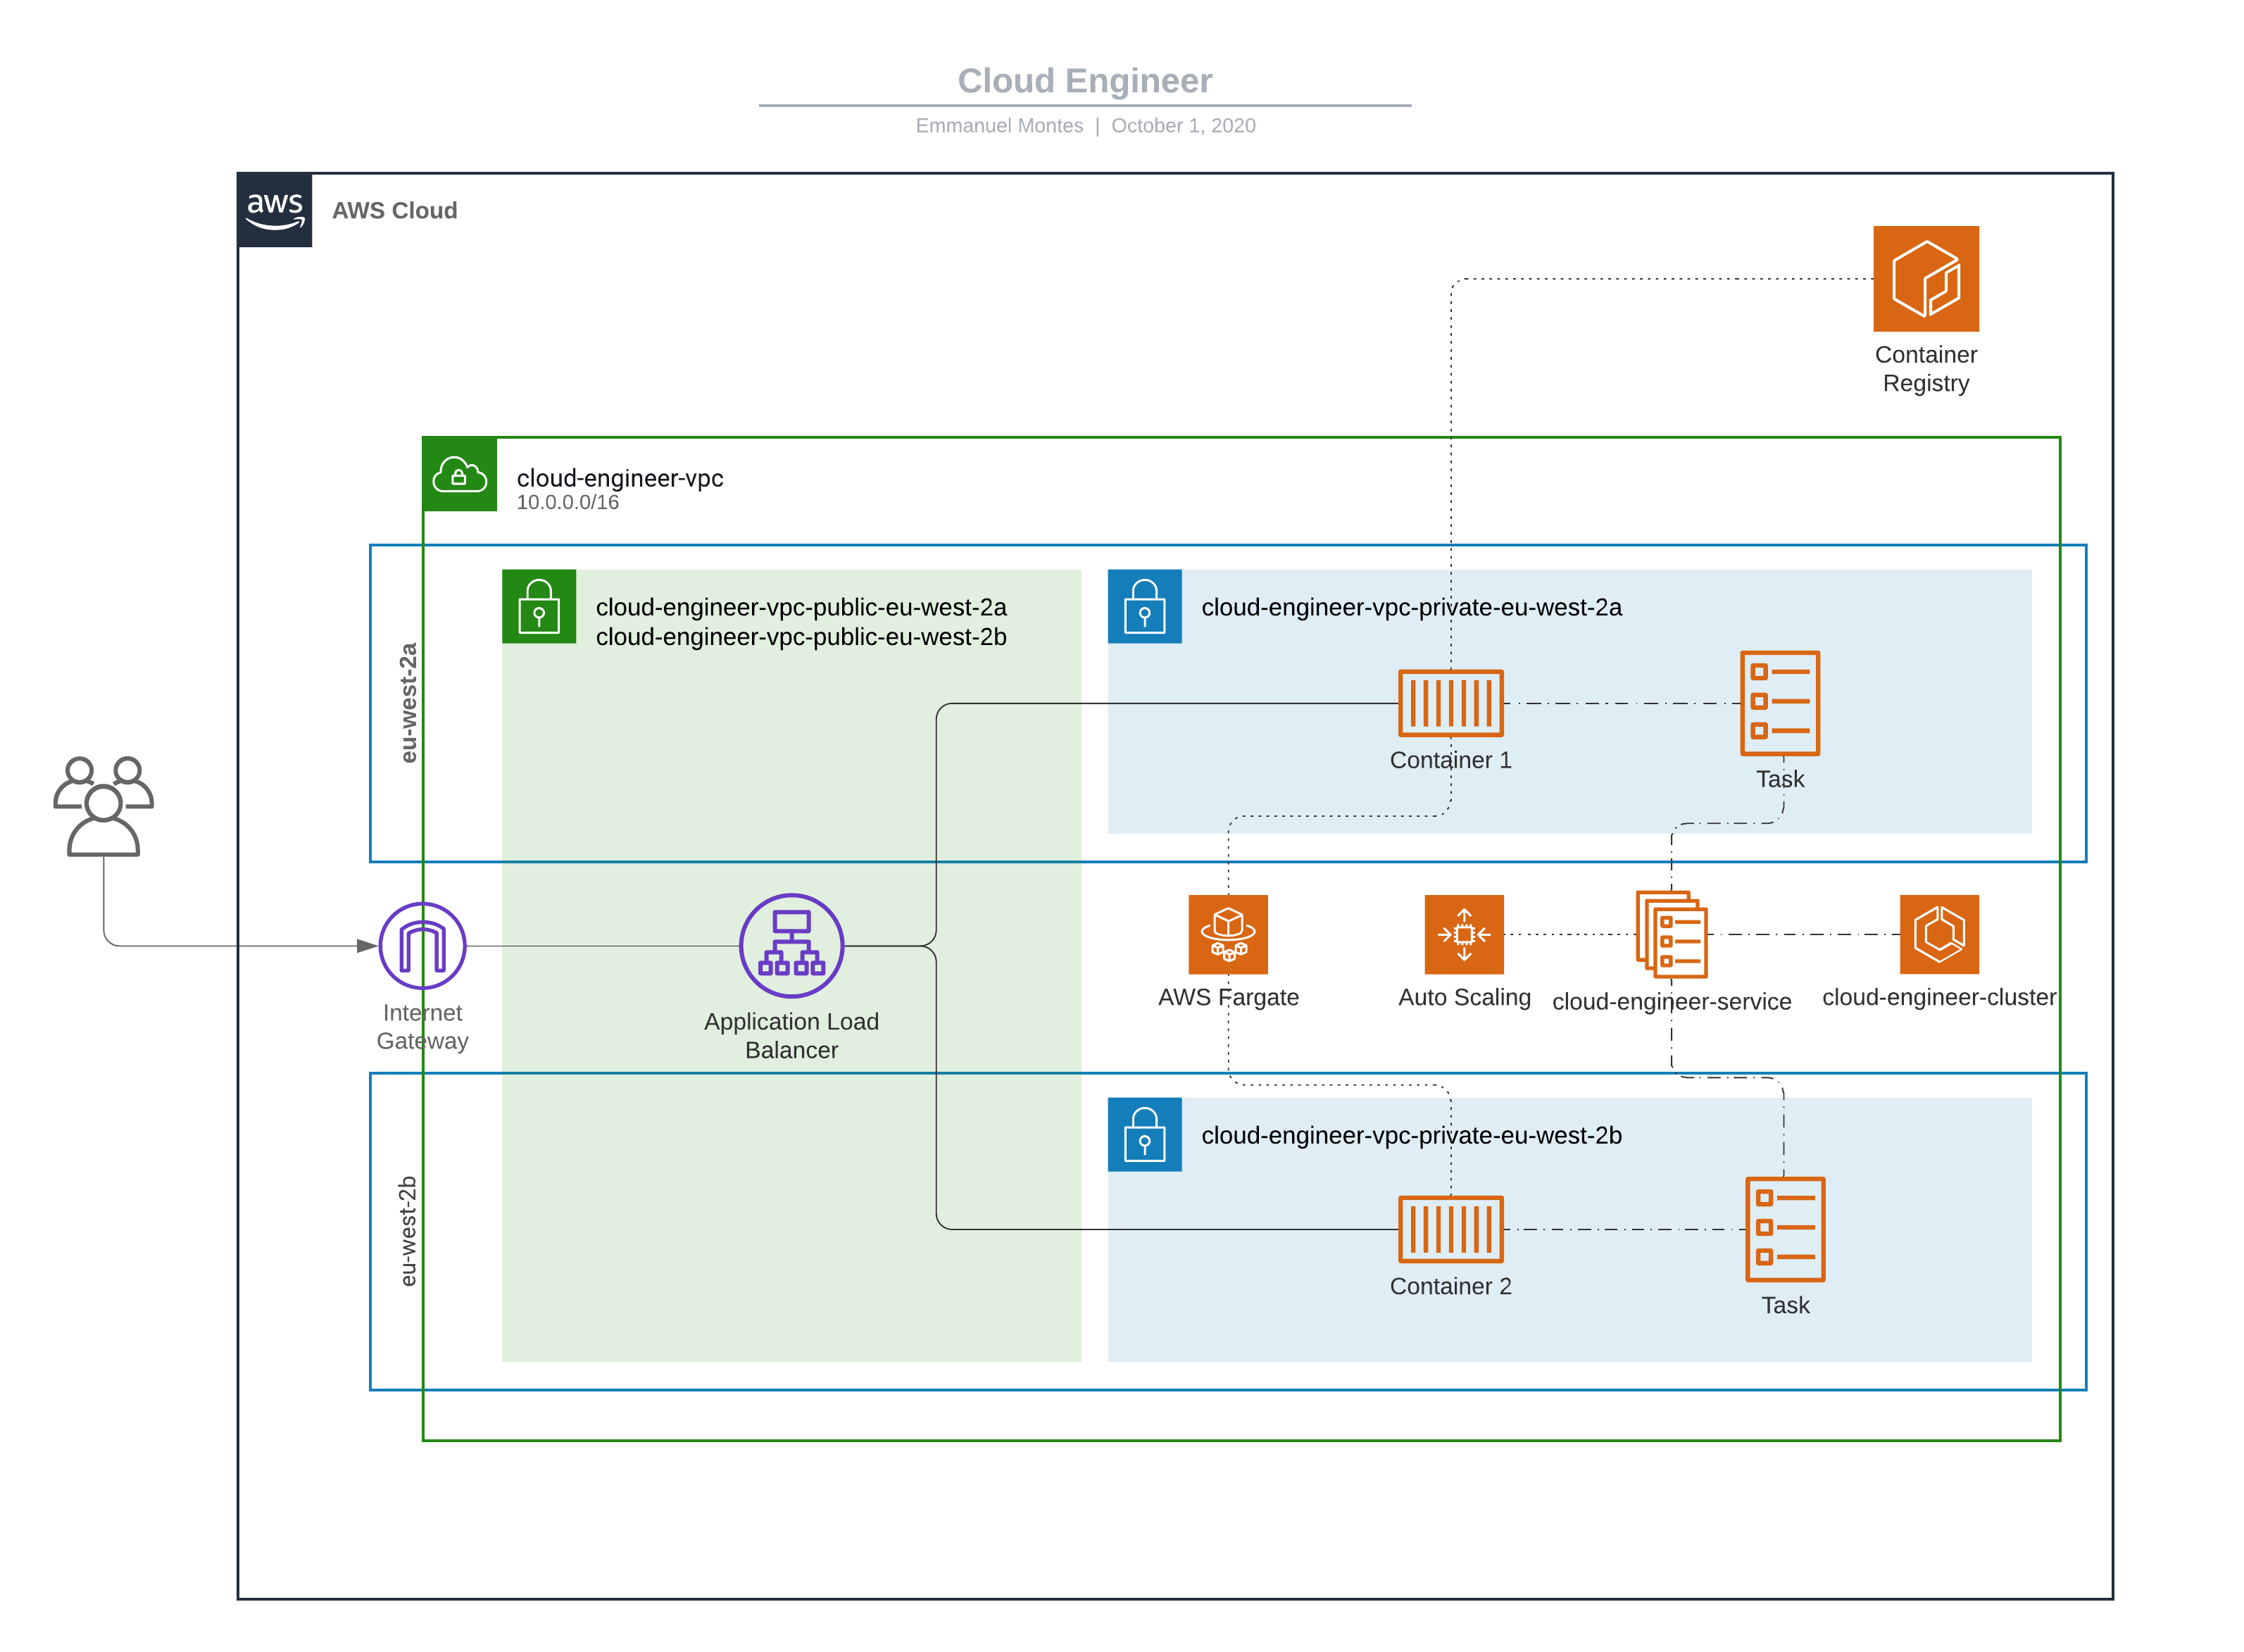 Cloud Engineer
Emmanuel Montes | October 1, 2020
aws
AWS Cloud
Container
Registry
cloud-engineer-vpc
10.0.0.0/16
cloud-engineer-vpc-public-eu-west-2a
cloud-engineer-vpc-public-eu-west-2b
cloud-engineer-vpc-private-eu-west-2a
eu-west-2a
Container 1
Task
Internet
Gateway
Application Load
Balancer
AWS Fargate
Auto Scaling
cloud-engineer-service
cloud-engineer-cluster
cloud-engineer-vpc-private-eu-west-2b
eu-west-2b
Container 2
Task